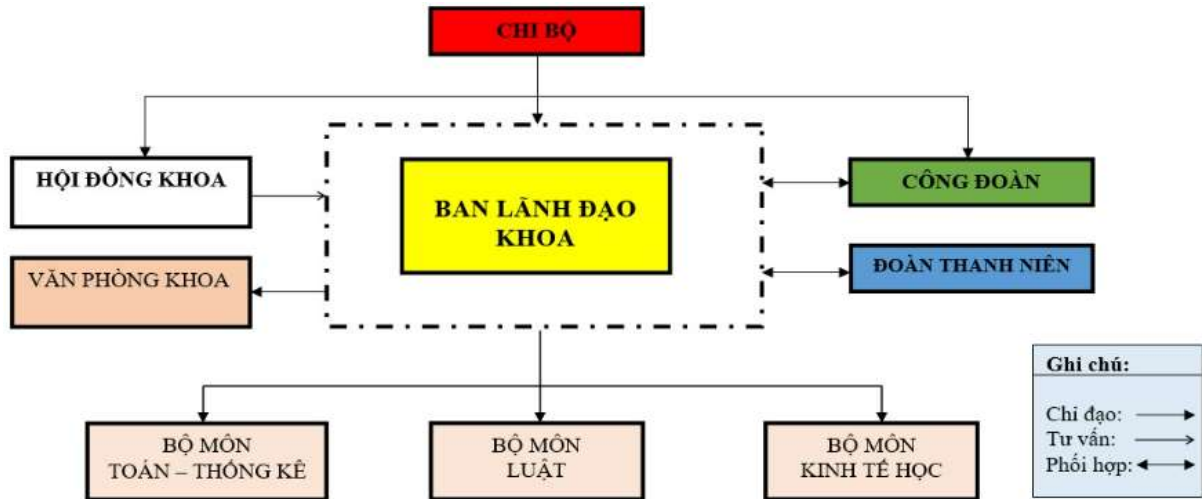 CHI BỘ
HỘI ĐỒNG KHOA
BAN LÃNH ĐẠO
KHOA
CÔNG ĐOÀN
VĂN PHÒNG KHOA
ĐOÀN THANH NIÊN
BỘ MÔN
TOÁN – THỐNG KÊ
BỘ MÔN
LUẬT
BỘ MÔN
KINH TẾ HỌC
Ghi chú:
Chỉ đạo:
Tư vấn:
Phối hợp: